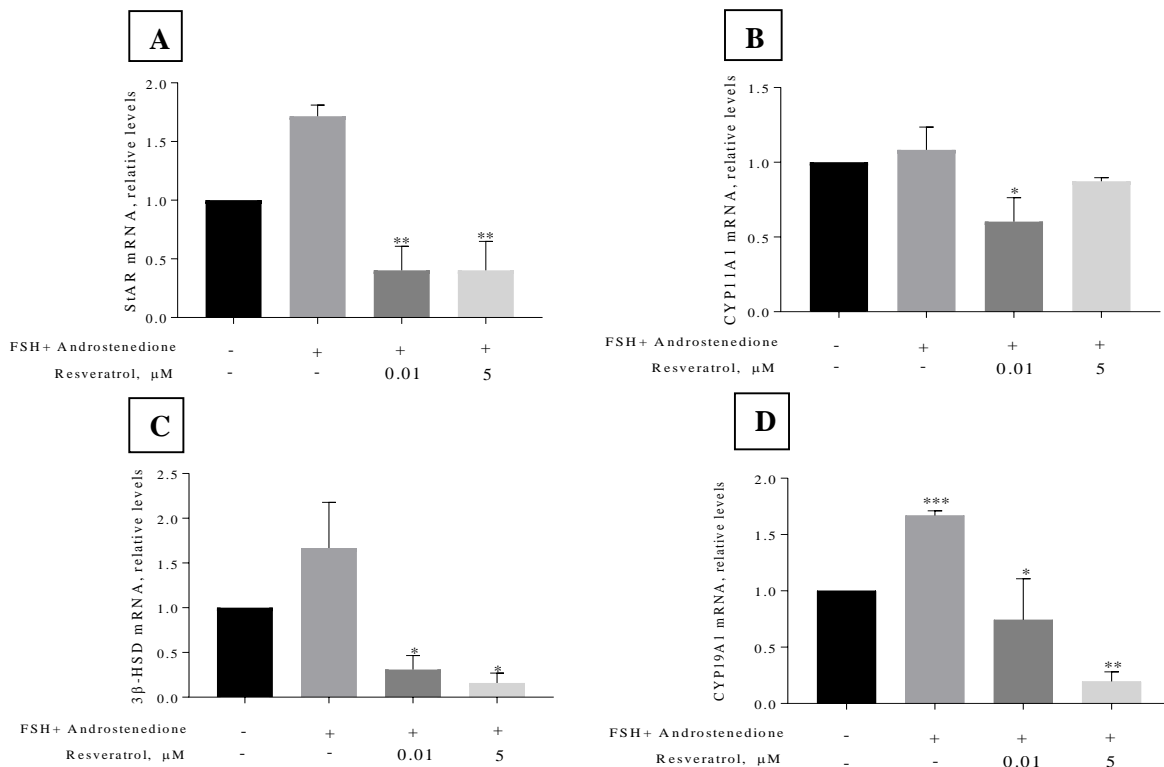 A
StAR mRNA, relative levels
2.0
1.5
1.0
0.5
0.0
** **
FSH+ Androstenedione - + + +
Resveratrol, μM - - 0.01 5
B
CYP11A1 mRNA, relative levels
1.5
1.0
0.5
0.0
*
FSH+ Androstenedione - + + +
Resveratrol, μM - - 0.01 5
C
3β-HSD mRNA, relative levels
2.5
2.0
1.5
1.0
0.5
0.0
* *
FSH+ Androstenedione - + + +
Resveratrol, μM - - 0.01 5
D
CYP19A1 mRNA, relative levels
2.0
1.5
1.0
0.5
0.0
***
*
**
FSH+ Androstenedione - + + +
Resveratrol, μM - - 0.01 5